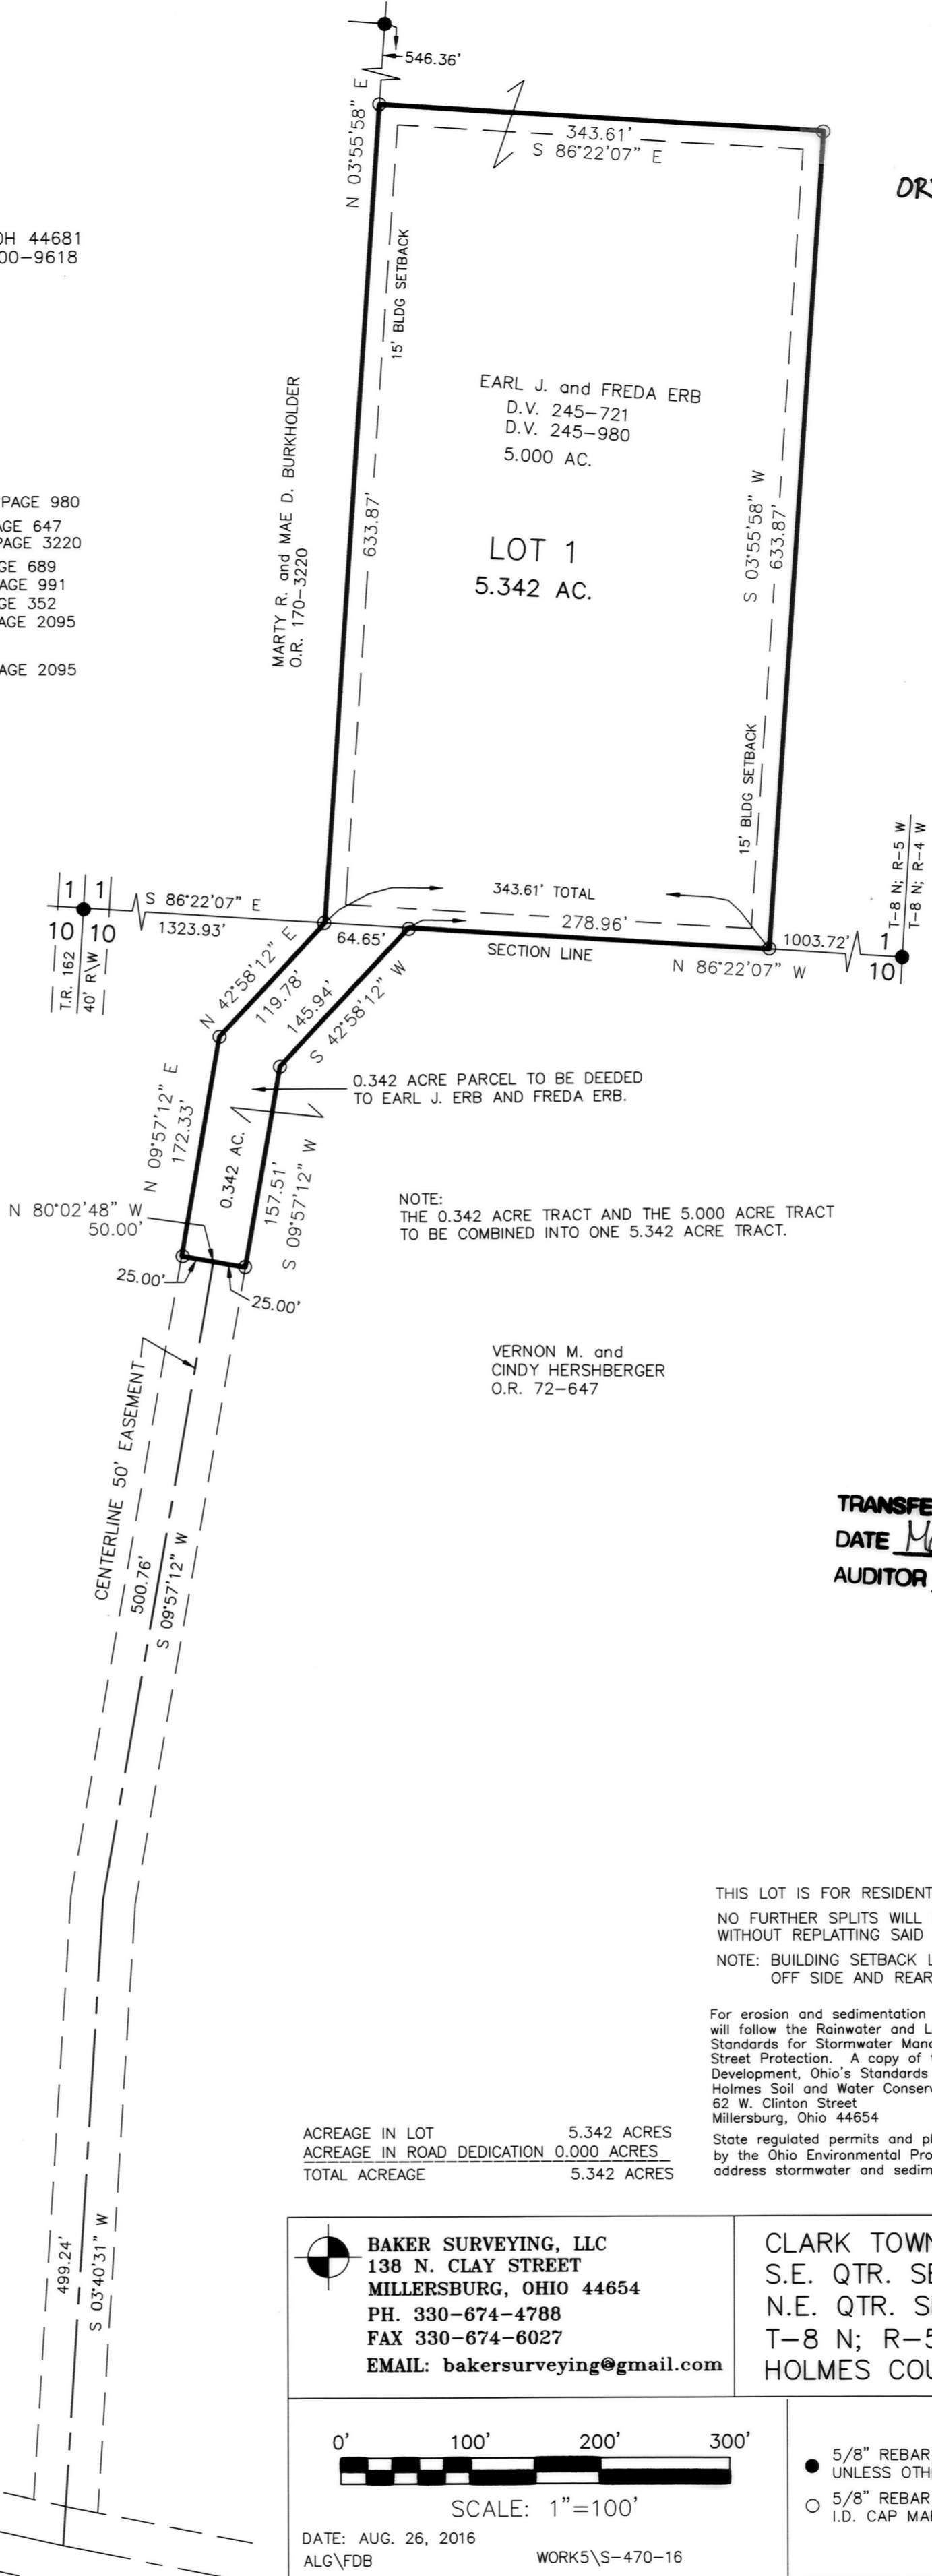 546.36'
N 03°55'58" E
343.61'
S 86°22'07" E
OH 44681
00-9618
15' BLDG SETBACK
EARL J. and FREDA ERB
D.V. 245-721
D.V. 245-980
5.000 AC.
MARTY R. and MAE D. BURKHOLDER
O.R. 170-3220
633.87'
S 03°55'58" W
633.87'
PAGE 980
AGE 647
PAGE 3220
GE 689
AGE 991
GE 352
AGE 2095
AGE 2095
LOT 1
5.342 AC.
15' BLDG SETBACK
T-8 N; R-5 W
T-8 N; R-4 W
1 1
10 10
T.R. 162
40' R\W
S 86°22'07" E
1323.93'
343.61' TOTAL
64.65'
278.96'
SECTION LINE
N 86°22'07" W
1003.72'
1
10
N 42°58'12" E
119.78'
145.94'
S 42°58'12" W
0.342 ACRE PARCEL TO BE DEEDED
TO EARL J. ERB AND FREDA ERB.
N 09°57'12" E
172.33'
0.342 AC.
157.51'
S 09°57'12" W
N 80°02'48" W
50.00'
25.00'
25.00'
NOTE:
THE 0.342 ACRE TRACT AND THE 5.000 ACRE TRACT
TO BE COMBINED INTO ONE 5.342 ACRE TRACT.
VERNON M. and
CINDY HERSHBERGER
O.R. 72-647
CENTERLINE 50' EASEMENT
500.76'
S 09°57'12" W
TRANSFE
DATE
AUDITOR
THIS LOT IS FOR RESIDENT
NO FURTHER SPLITS WILL
WITHOUT REPLATTING SAID
NOTE: BUILDING SETBACK L
OFF SIDE AND REAR
For erosion and sedimentation
will follow the Rainwater and L
Standards for Stormwater Mana
Street Protection. A copy of
Development, Ohio's Standards
Holmes Soil and Water Conserv
62 W. Clinton Street
Millersburg, Ohio 44654
State regulated permits and pl
by the Ohio Environmental Pro
address stormwater and sedim
ACREAGE IN LOT 5.342 ACRES
ACREAGE IN ROAD DEDICATION 0.000 ACRES
TOTAL ACREAGE 5.342 ACRES
499.24'
S 03°40'31" W
BAKER SURVEYING, LLC
138 N. CLAY STREET
MILLERSBURG, OHIO 44654
PH. 330-674-4788
FAX 330-674-6027
EMAIL: bakersurveying@gmail.com
CLARK TOWN
S.E. QTR. SE
N.E. QTR. S
T-8 N; R-5
HOLMES COU
0' 100' 200' 300'
SCALE: 1"=100'
DATE: AUG. 26, 2016
ALG\FDB WORK5\S-470-16
5/8" REBAR
UNLESS OTH
5/8" REBAR
I.D. CAP MA